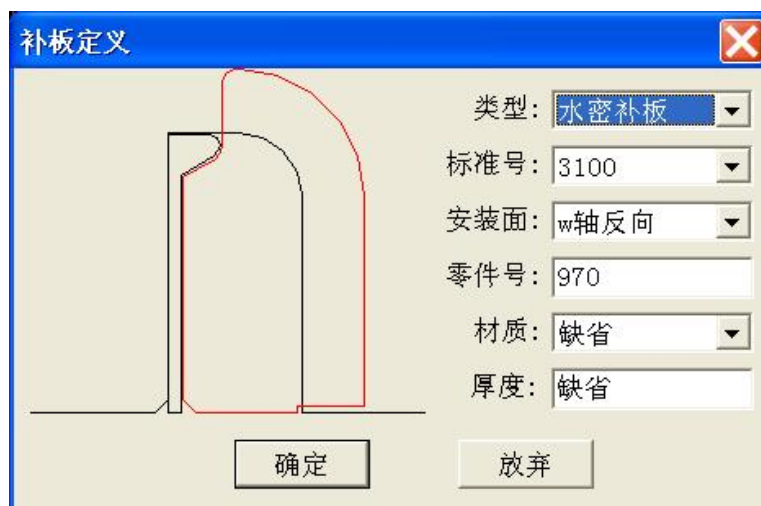 补板定义
类型: 水密补板
标准号: 3100
安装面: w轴反向
零件号: 970
材质: 缺省
厚度: 缺省
确定 放弃